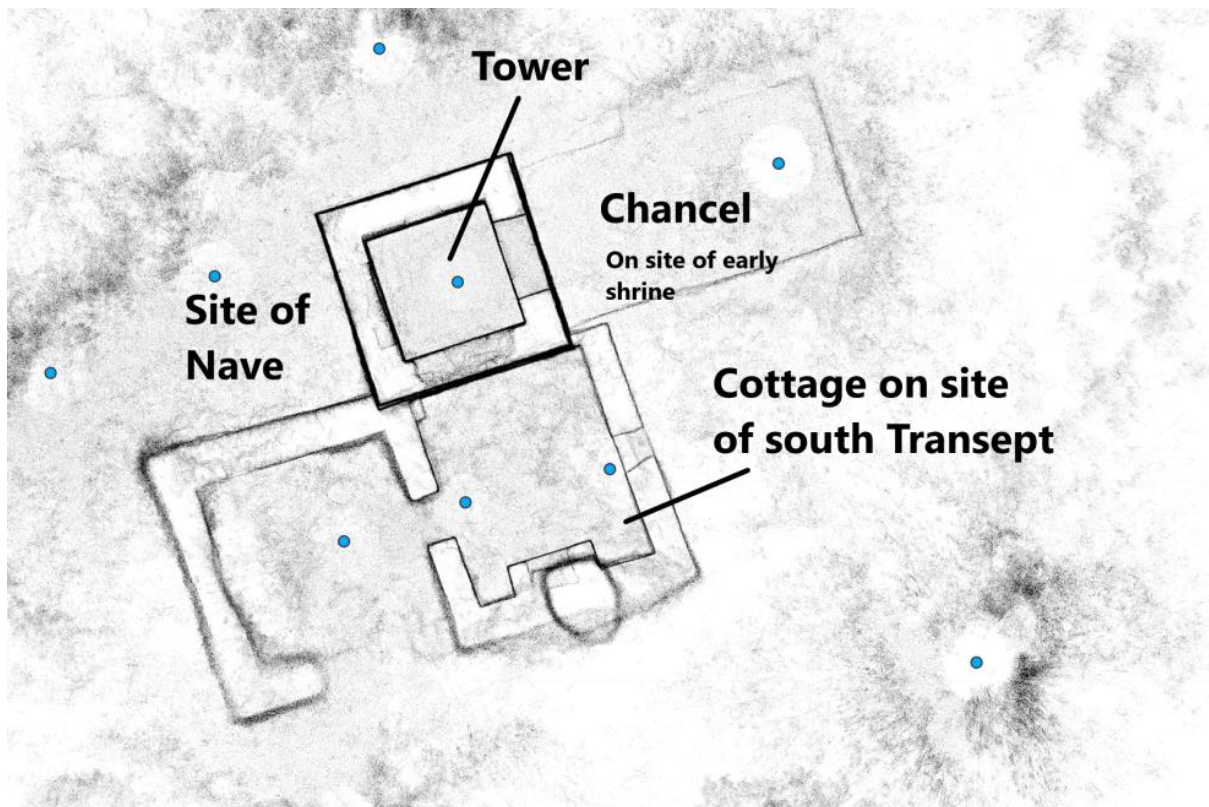 Tower
Chancel
On site of early
shrine
Site of
Nave
Cottage on site
of south Transept